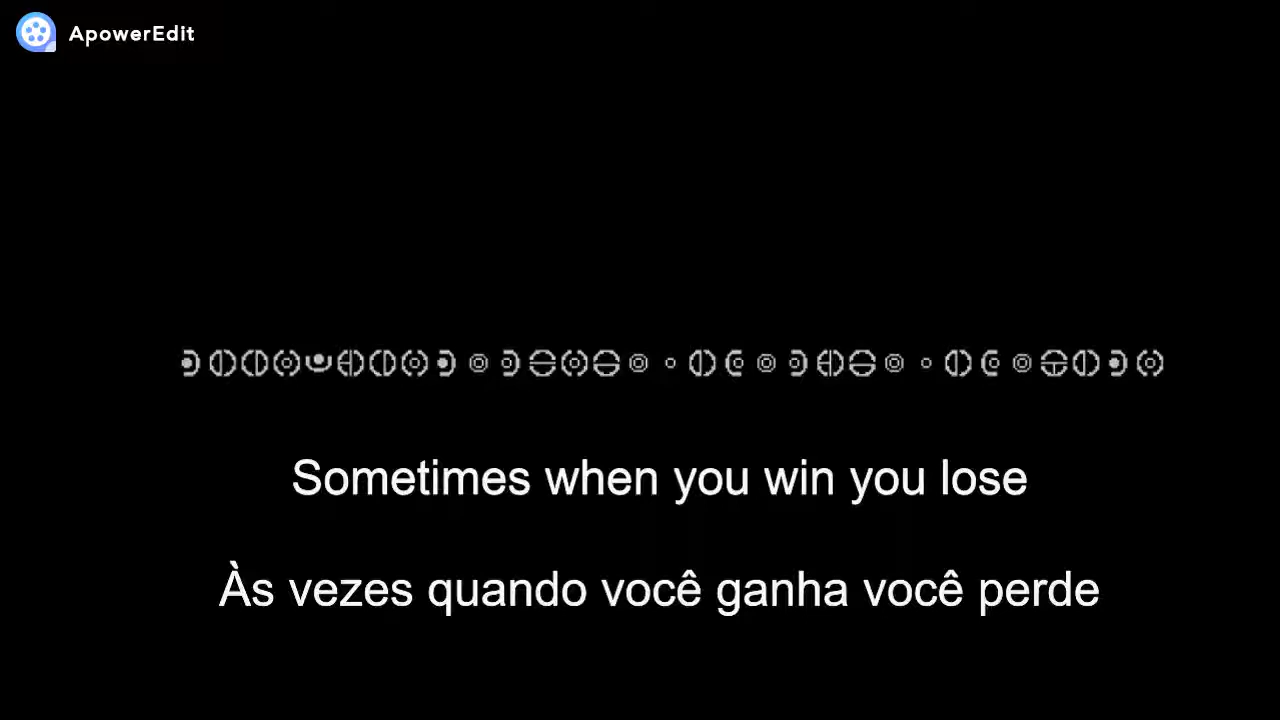 ApowerEdit
Sometimes when you win you lose
Às vezes quando você ganha você perde